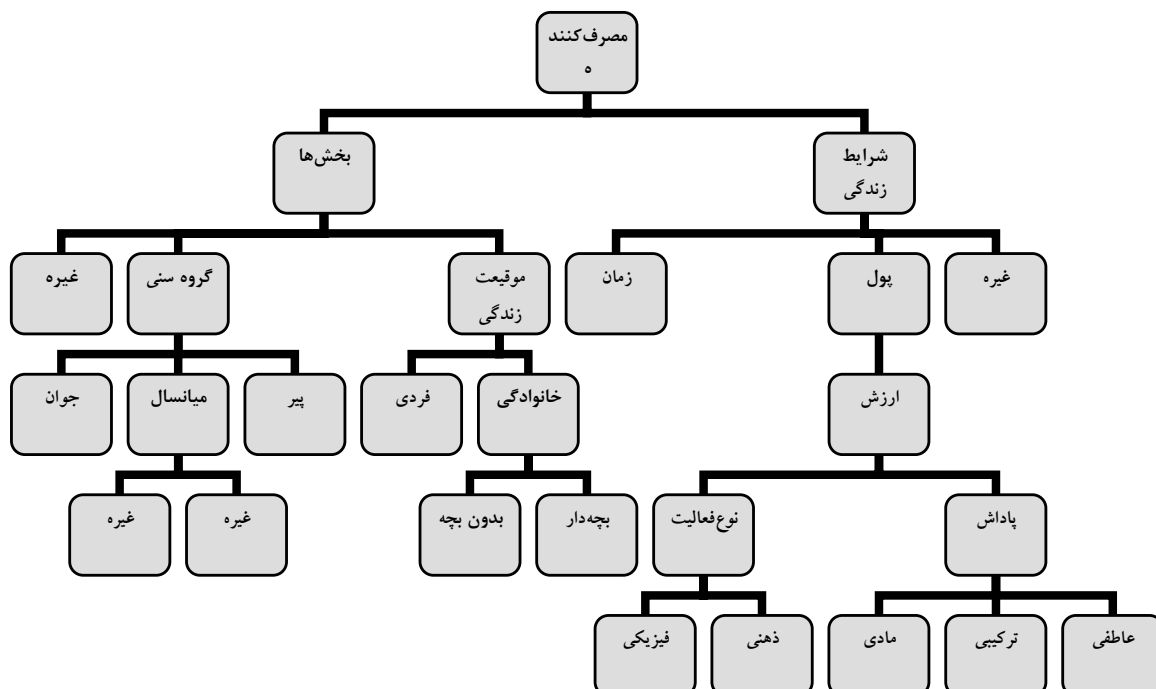 مصرف‌کنند
ه
شرایط
زندگی
بخش‌ها
غیره
پول
زمان
موقیعت
زندگی
گروه سنی
غیره
ارزش
خانوادگی
فردی
پیر
میانسال
جوان
پاداش
نوع‌فعالیت
بچه‌دار
بدون بچه
غیره
غیره
عاطفی
ترکیبی
مادی
ذهنی
فیزیکی